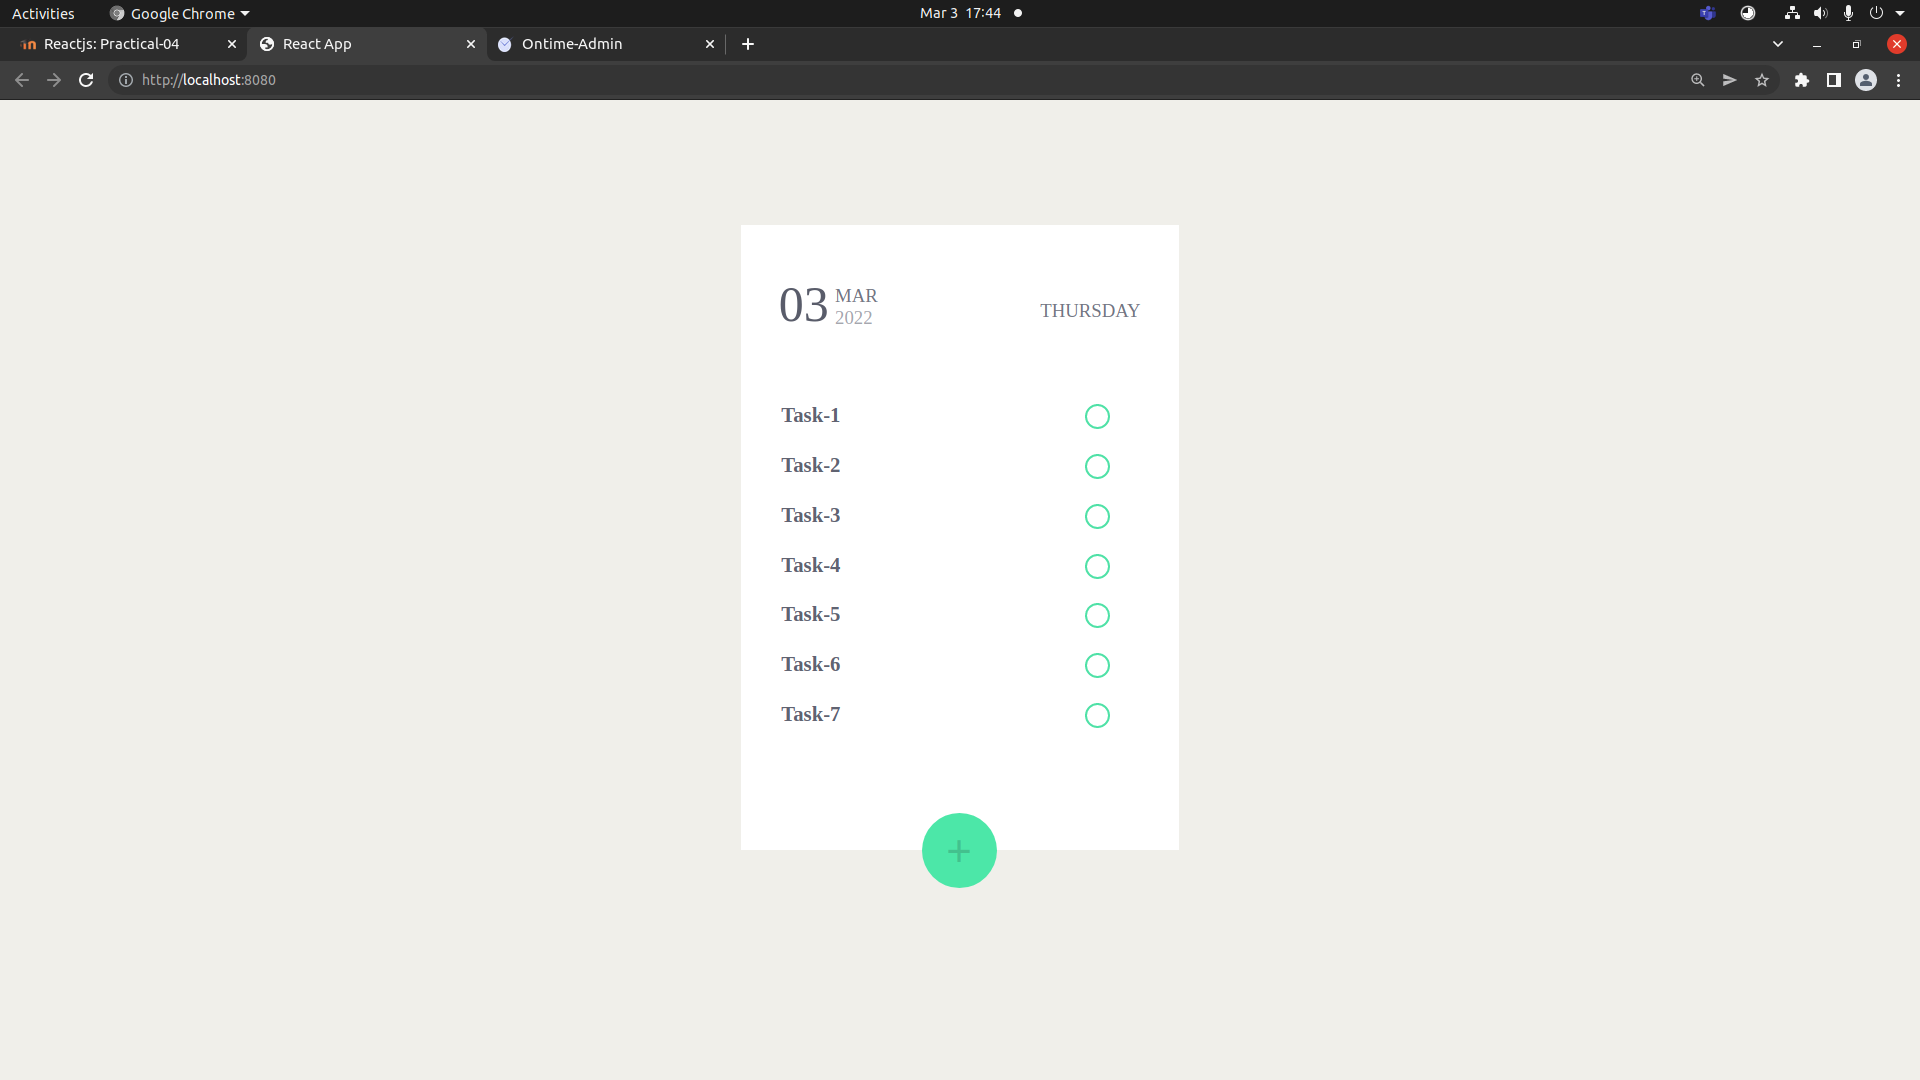 Activities Google Chrome Mar 3 17:44
Reactjs: Practical-04 React App Ontime-Admin
http://localhost:8080
03 MAR
2022
THURSDAY
Task-1
Task-2
Task-3
Task-4
Task-5
Task-6
Task-7
+